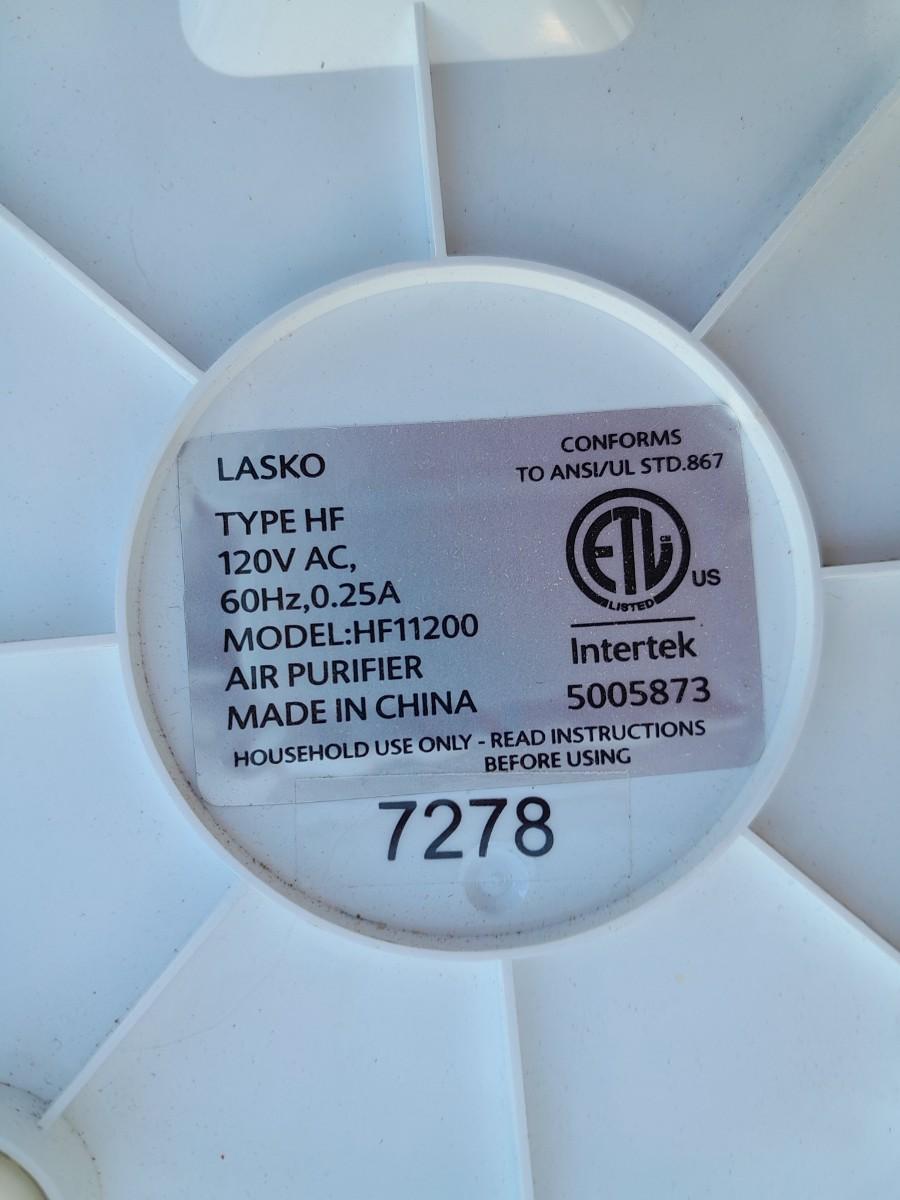 LASKO
TYPE HF
120V AC,
60Hz,0.25A
MODEL:HF11200
AIR PURIFIER
MADE IN CHINA
CONFORMS
TO ANSI/UL STD.867
ETL
CM
US
LISTED
Intertek
5005873
HOUSEHOLD USE ONLY - READ INSTRUCTIONS
BEFORE USING
7278